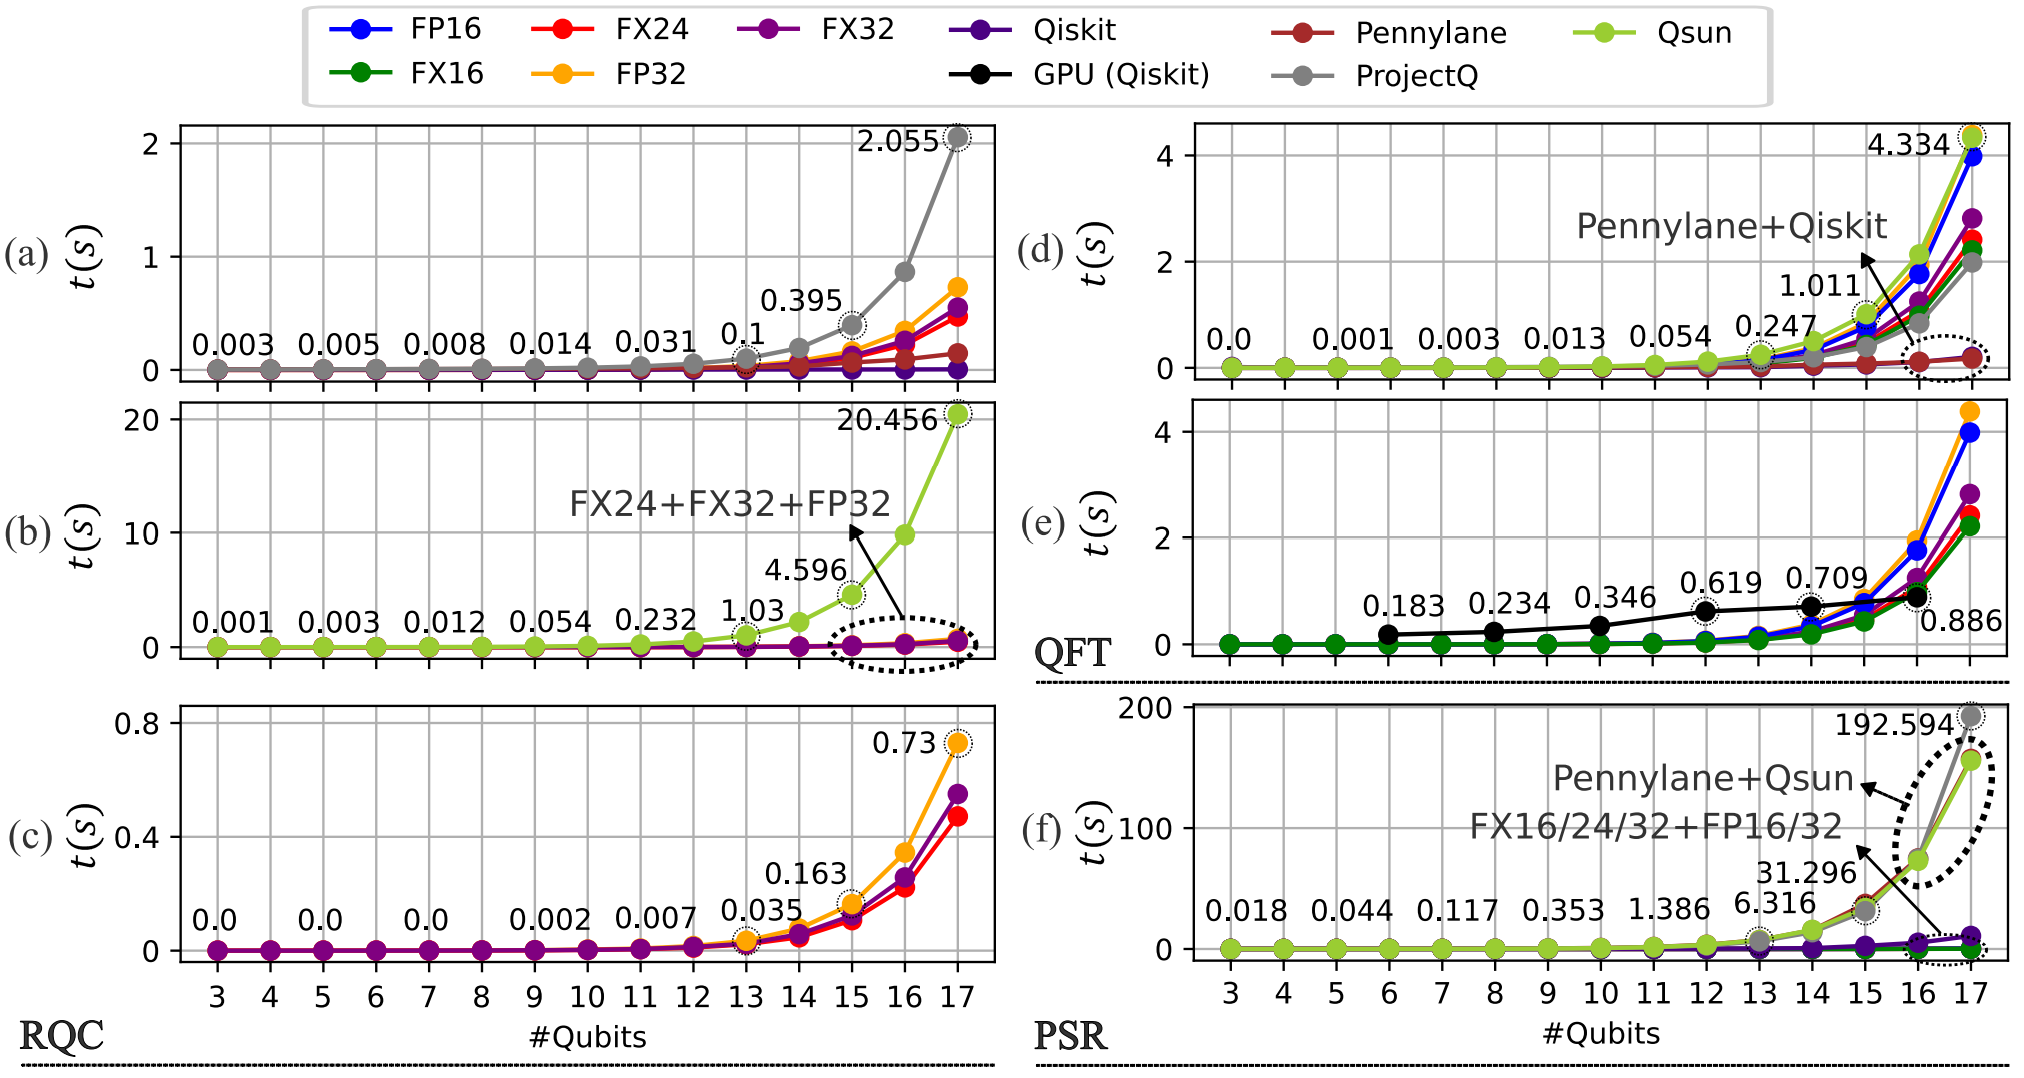 FP16 FX24 FX32 Qiskit Pennylane Qsun
FX16 FP32 GPU (Qiskit) ProjectQ
(a) t(s)
2
1
0
0.003 0.005 0.008 0.014 0.031 0.1 0.395 2.055
(b) t(s)
20
10
0
FX24+FX32+FP32
0.001 0.003 0.012 0.054 0.232 1.03 4.596 20.456
(c) t(s)
0.8
0.4
0
0.0 0.0 0.0 0.002 0.007 0.035 0.163 0.73
3 4 5 6 7 8 9 10 11 12 13 14 15 16 17
#Qubits
RQC
(d) t(s)
4
2
0
Pennylane+Qiskit
0.0 0.001 0.003 0.013 0.054 0.247 1.011 4.334
(e) t(s)
4
2
0
0.183 0.234 0.346 0.619 0.709 0.886
QFT
(f) t(s)
200
100
0
Pennylane+Qsun
FX16/24/32+FP16/32
0.018 0.044 0.117 0.353 1.386 6.316 31.296 192.594
3 4 5 6 7 8 9 10 11 12 13 14 15 16 17
#Qubits
PSR